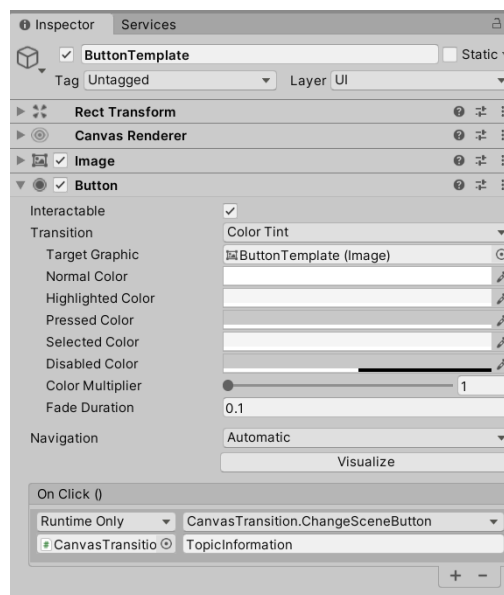 Inspector Services
ButtonTemplate Static
Tag Untagged Layer UI
Rect Transform
Canvas Renderer
Image
Button
Interactable
Transition Color Tint
Target Graphic ButtonTemplate (Image)
Normal Color
Highlighted Color
Pressed Color
Selected Color
Disabled Color
Color Multiplier 1
Fade Duration 0.1
Navigation Automatic
Visualize
On Click ()
Runtime Only CanvasTransition.ChangeSceneButton
CanvasTransitio TopicInformation